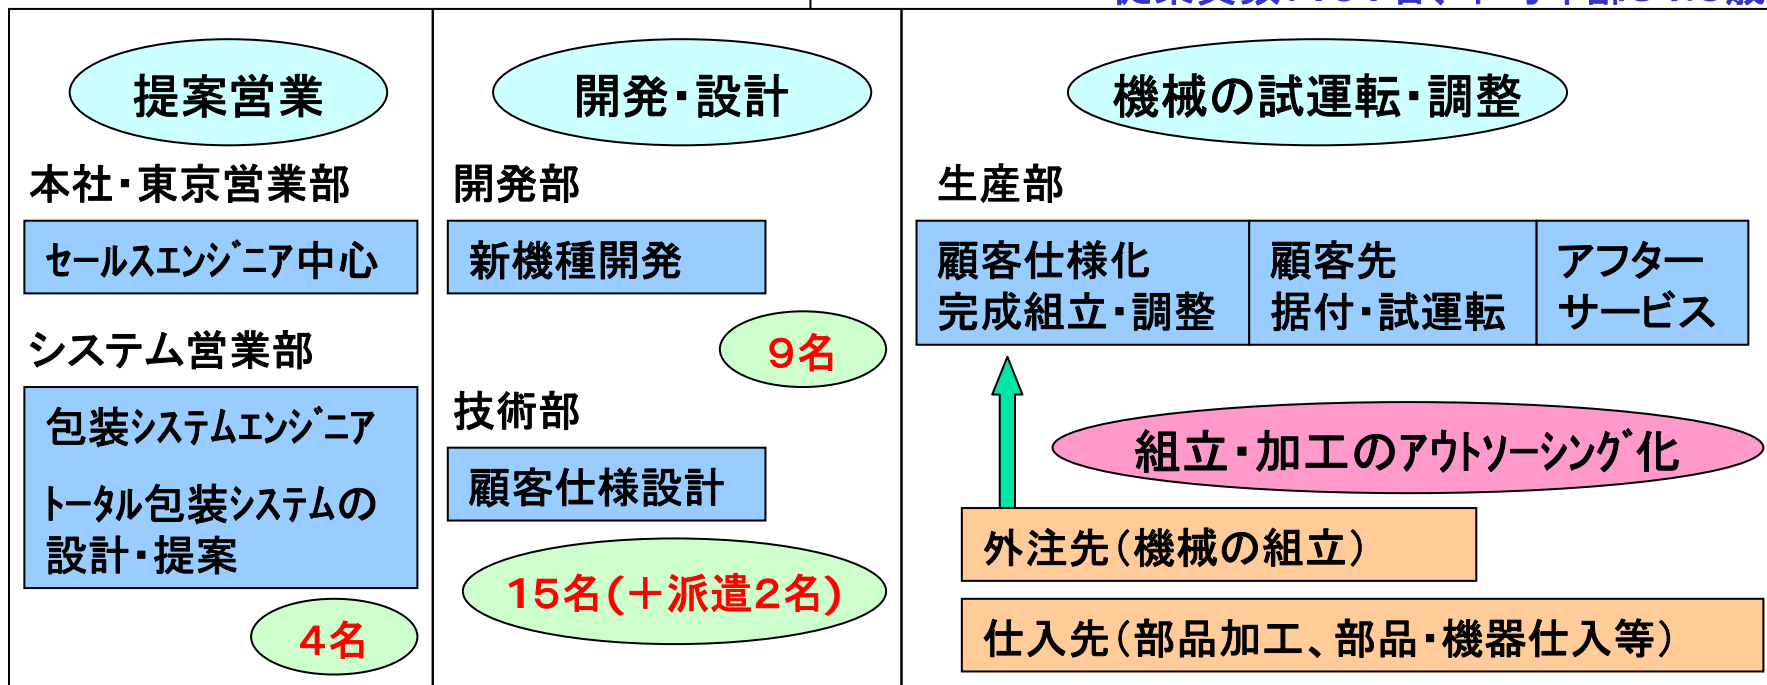 提案営業
本社・東京営業部
ｾｰﾙｽｴﾝｼﾞﾆｱ中心
システム営業部
包装ｼｽﾃﾑｴﾝｼﾞﾆｱ
ﾄｰﾀﾙ包装ｼｽﾃﾑの
設計・提案
４名
開発・設計
開発部
新機種開発
９名
技術部
顧客仕様設計
１５名(＋派遣２名)
機械の試運転・調整
生産部
顧客仕様化
完成組立・調整
顧客先
据付・試運転
アフター
サービス
組立・加工のｱｳﾄｿｰｼﾝｸﾞ化
外注先（機械の組立）
仕入先（部品加工、部品・機器仕入等）